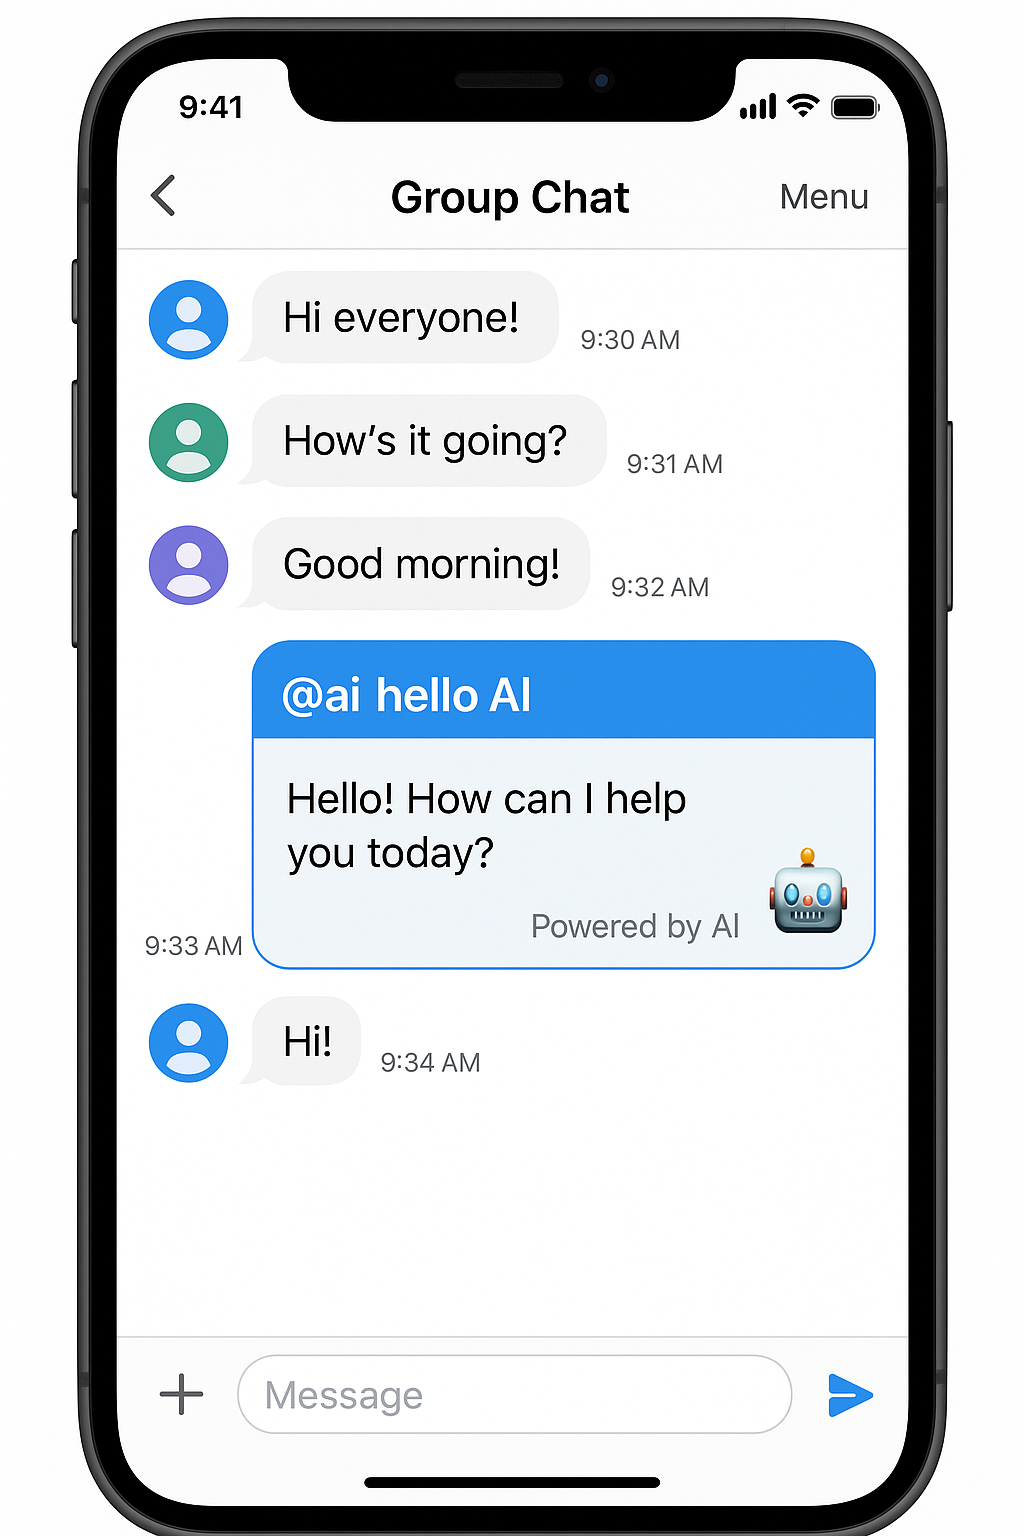 9:41
Group Chat
Menu
Hi everyone!
9:30 AM
How’s it going?
9:31 AM
Good morning!
9:32 AM
@ai hello AI
Hello! How can I help
you today?
Powered by AI
9:33 AM
Hi!
9:34 AM
Message